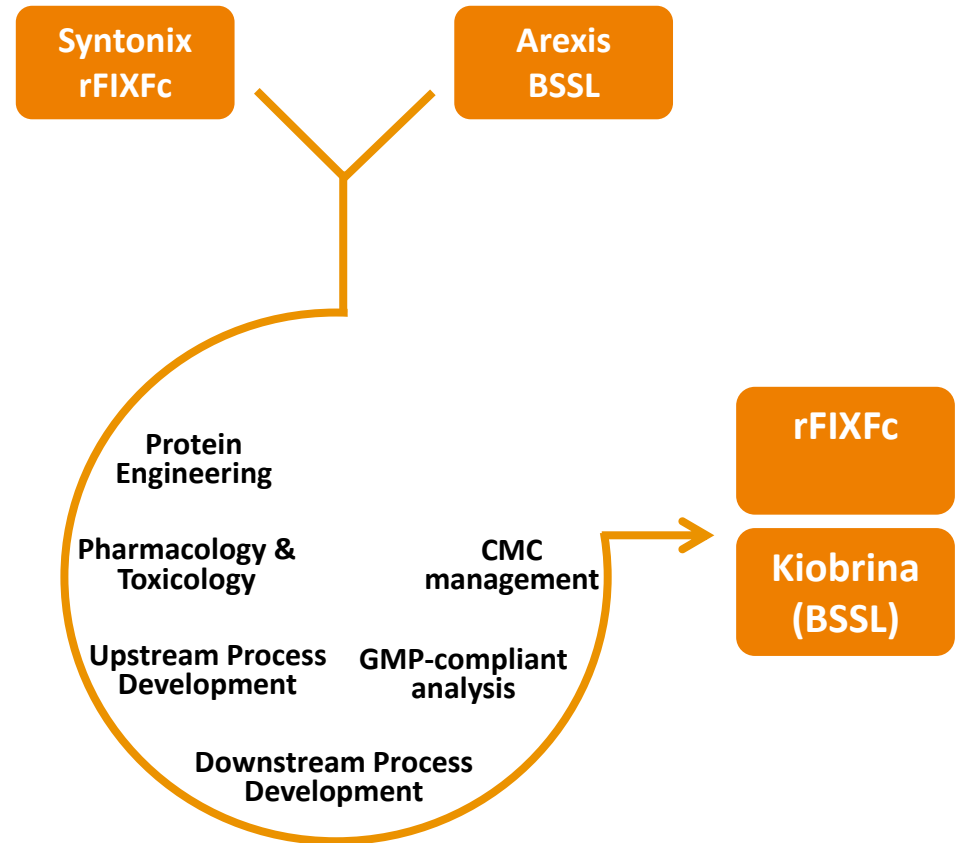 Syntonix
rFIXFc
Arexis
BSSL
Protein
Engineering
Pharmacology &
Toxicology
Upstream Process
Development
Downstream Process
Development
GMP-compliant
analysis
CMC
management
rFIXFc
Kiobrina
(BSSL)